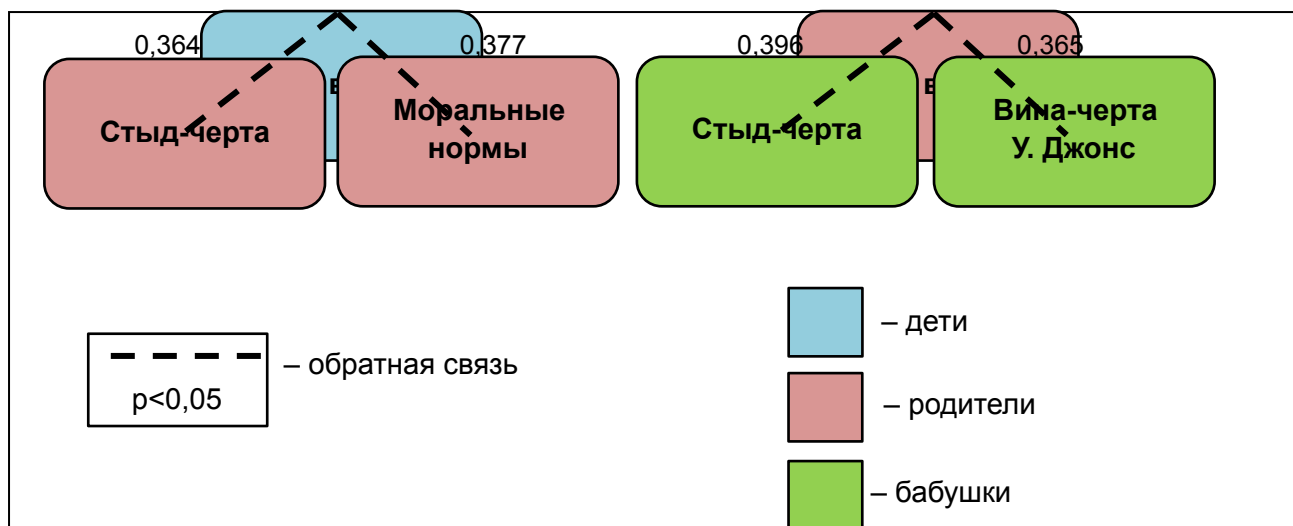 0,364
0,377
0,396
0,365
Стыд-черта
Моральные
нормы
Стыд-черта
Вина-черта
У. Джонс
– дети
– обратная связь
p<0,05
– родители
– бабушки